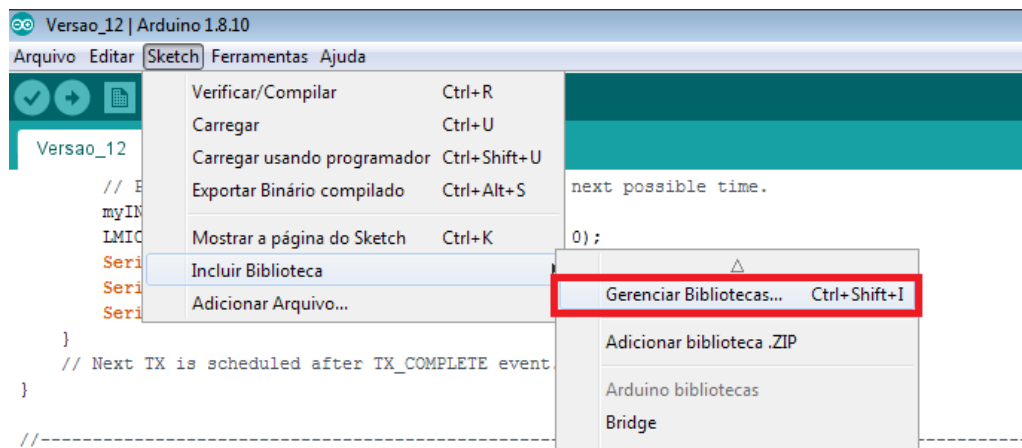 Versao_12 | Arduino 1.8.10
Arquivo Editar Sketch Ferramentas Ajuda
Verificar/Compilar Ctrl+R
Carregar Ctrl+U
Versao_12
Carregar usando programador Ctrl+Shift+U
Exportar Binário compilado Ctrl+Alt+S
// next possible time.
Mostrar a página do Sketch Ctrl+K
LMIC 0);
Incluir Biblioteca
Seri
Seri
Adicionar Arquivo...
Seri
Gerenciar Bibliotecas... Ctrl+Shift+I
}
Adicionar biblioteca .ZIP
// Next TX is scheduled after TX_COMPLETE event.
}
Arduino bibliotecas
Bridge
//------------------------------------------------